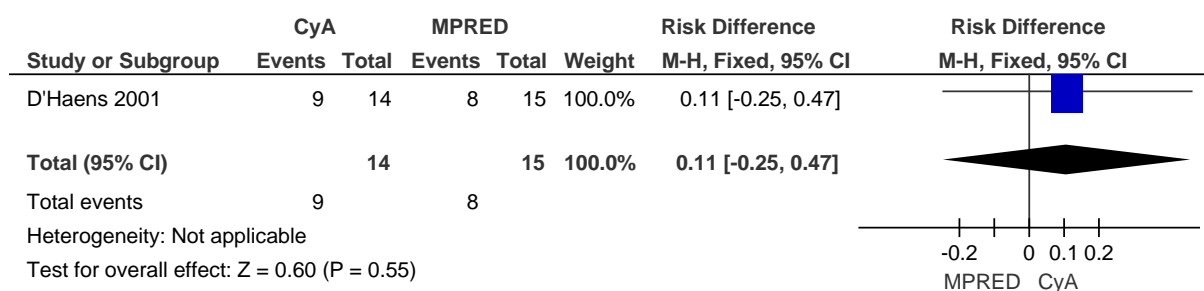 CyA MPRED Risk Difference Risk Difference
Study or Subgroup Events Total Events Total Weight M-H, Fixed, 95% CI M-H, Fixed, 95% CI
D'Haens 2001 9 14 8 15 100.0% 0.11 [-0.25, 0.47]
Total (95% CI) 14 15 100.0% 0.11 [-0.25, 0.47]
Total events 9 8
Heterogeneity: Not applicable
Test for overall effect: Z = 0.60 (P = 0.55)
-0.2 0 0.1 0.2
MPRED CyA